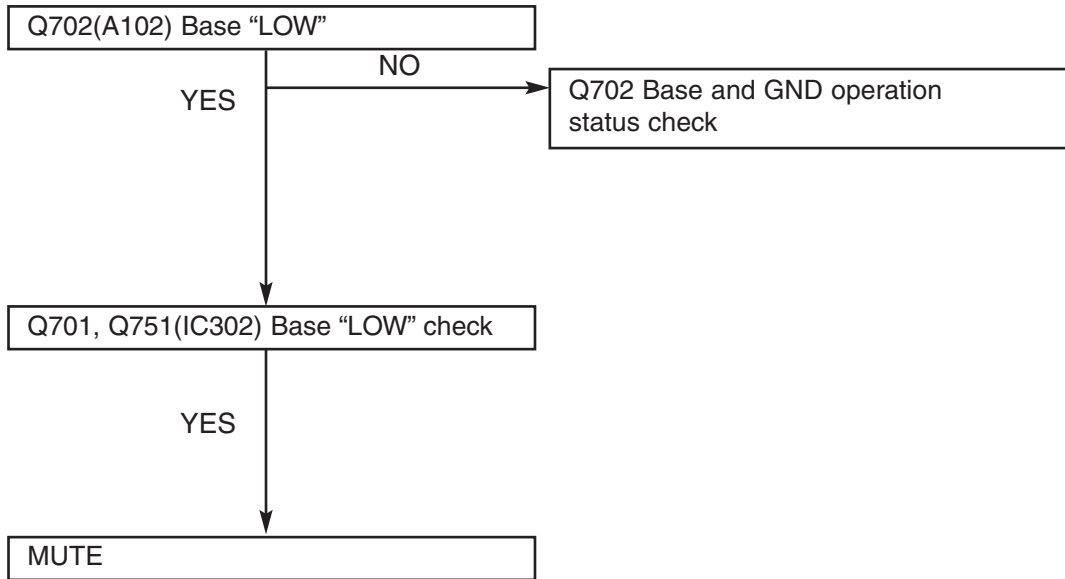 Q702(A102) Base “LOW”
NO
YES
Q702 Base and GND operation
status check
Q701, Q751(IC302) Base “LOW” check
YES
MUTE